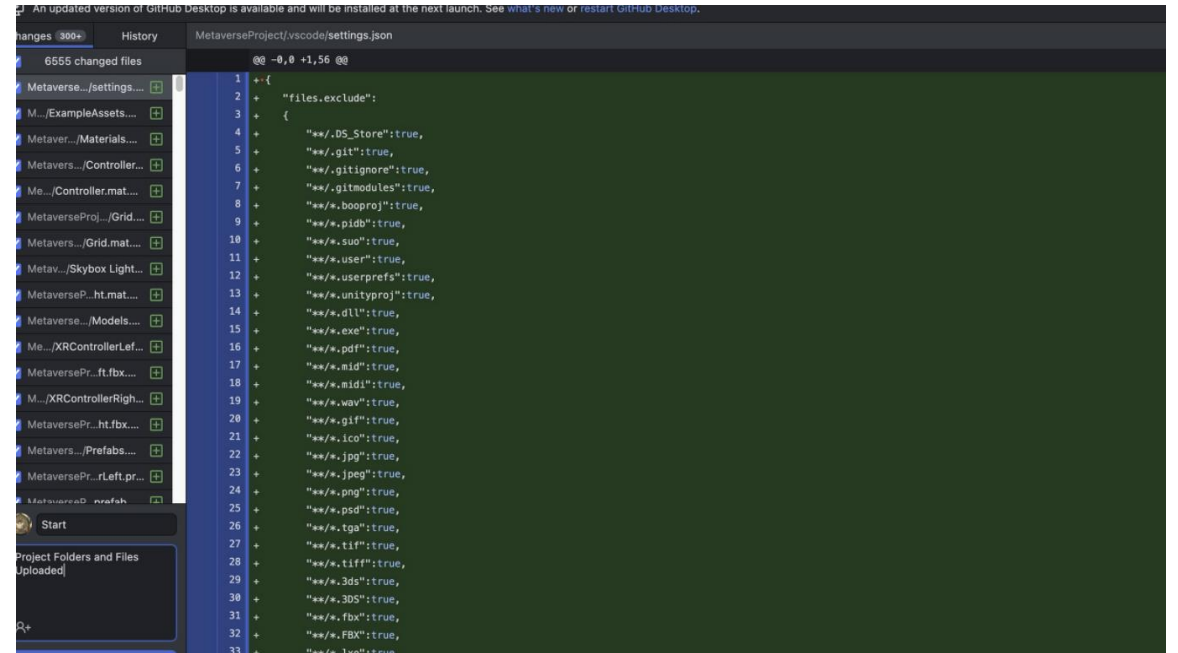 An updated version of GitHub Desktop is available and will be installed at the next launch. See what's new or restart GitHub Desktop.
hanges 300+ History
MetaverseProject/.vscode/settings.json
6555 changed files
@@ -0,0 +1,56 @@
Metaverse.../settings....
M.../ExampleAssets....
Metaver.../Materials....
Metavers.../Controller...
Me.../Controller.mat....
MetaverseProj.../Grid....
Metavers.../Grid.mat....
Metav.../Skybox Light...
MetaverseP...ht.mat....
Metaverse.../Models....
Me.../XRControllerLef...
MetaversePr...ft.fbx....
M.../XRControllerRigh...
MetaversePr...ht.fbx....
Metavers.../Prefabs....
MetaversePr...rLeft.pr...
MetaverseP...prefab
Start
Project Folders and Files
Uploaded
1 + {
2 + "files.exclude":
3 + {
4 + "**/.DS_Store":true,
5 + "**/.git":true,
6 + "**/.gitignore":true,
7 + "**/.gitmodules":true,
8 + "**/*.booproj":true,
9 + "**/*.pidb":true,
10 + "**/*.suo":true,
11 + "**/*.user":true,
12 + "**/*.userprefs":true,
13 + "**/*.unityproj":true,
14 + "**/*.dll":true,
15 + "**/*.exe":true,
16 + "**/*.pdf":true,
17 + "**/*.mid":true,
18 + "**/*.midi":true,
19 + "**/*.wav":true,
20 + "**/*.gif":true,
21 + "**/*.ico":true,
22 + "**/*.jpg":true,
23 + "**/*.jpeg":true,
24 + "**/*.png":true,
25 + "**/*.psd":true,
26 + "**/*.tga":true,
27 + "**/*.tif":true,
28 + "**/*.tiff":true,
29 + "**/*.3ds":true,
30 + "**/*.3DS":true,
31 + "**/*.fbx":true,
32 + "**/*.FBX":true,
33 + "**/*.lxo":true,